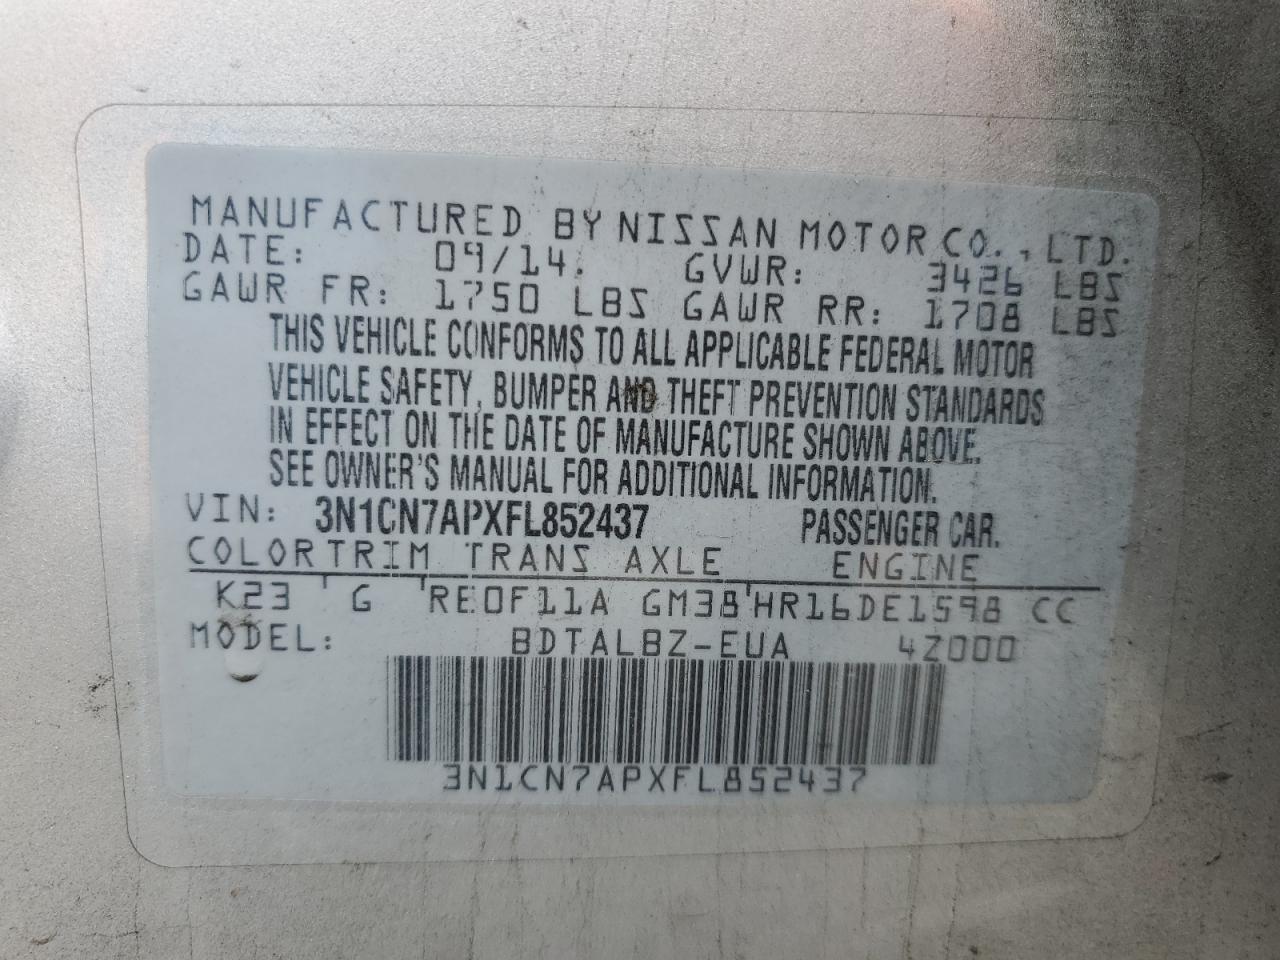 MANUFACTURED BY NISSAN MOTOR CO., LTD.
DATE: 09/14. GVWR: 3426 LBS
GAWR FR: 1750 LBS GAWR RR: 1708 LBS
THIS VEHICLE CONFORMS TO ALL APPLICABLE FEDERAL MOTOR
VEHICLE SAFETY, BUMPER AND THEFT PREVENTION STANDARDS
IN EFFECT ON THE DATE OF MANUFACTURE SHOWN ABOVE.
SEE OWNER'S MANUAL FOR ADDITIONAL INFORMATION.
VIN: 3N1CN7APXFL852437 PASSENGER CAR.
COLORTRIM TRANS AXLE ENGINE
K23 G RE0F11A GM38 HR16DE1598 CC
MODEL: BDTALBZ-EUA 4Z000
3N1CN7APXFL852437